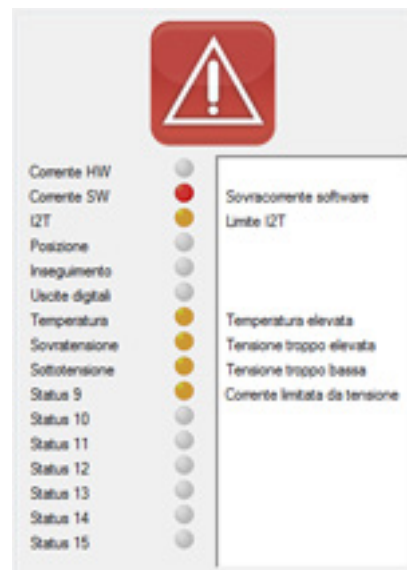 Corrente HW
Corrente SW Sovracorrente software
I2T Limite I2T
Posizione
Inseguimento
Uscite digitali
Temperatura Temperatura elevata
Sovratensione Tensione troppo elevata
Sottotensione Tensione troppo bassa
Status 9 Corrente limitata da tensione
Status 10
Status 11
Status 12
Status 13
Status 14
Status 15